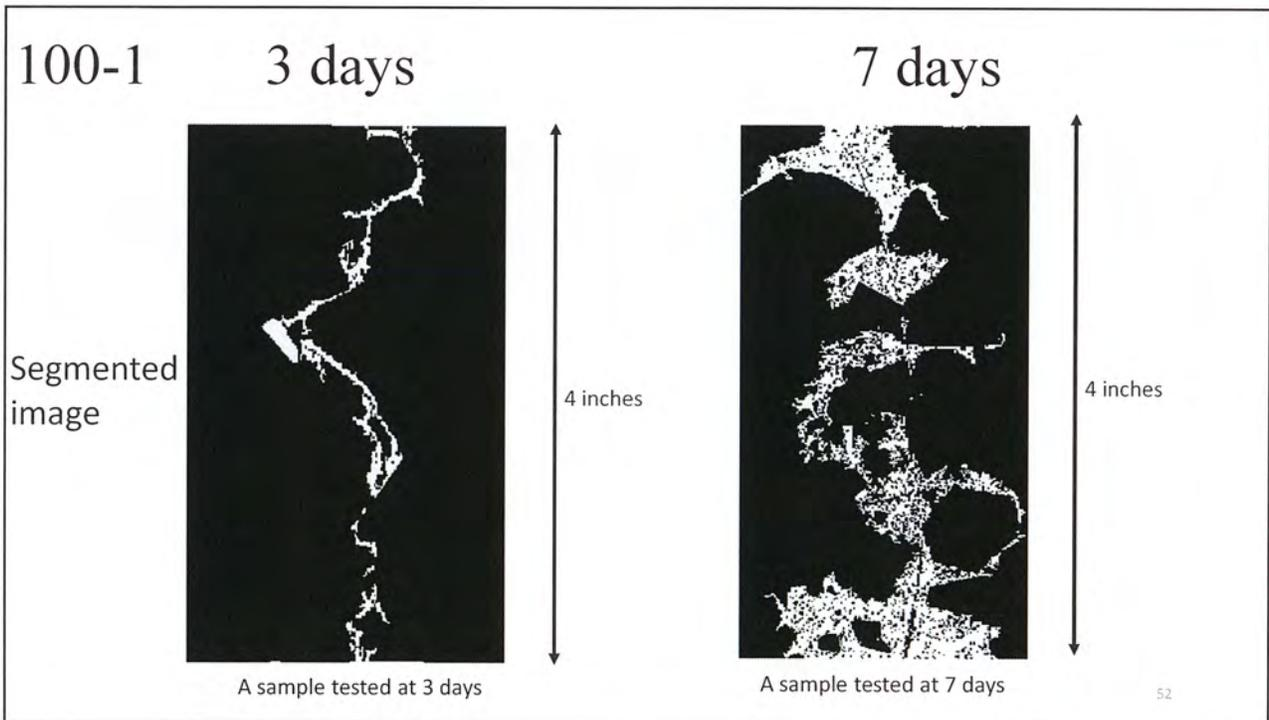 100-1
3 days
7 days
Segmented
image
4 inches
4 inches
A sample tested at 3 days
A sample tested at 7 days
52